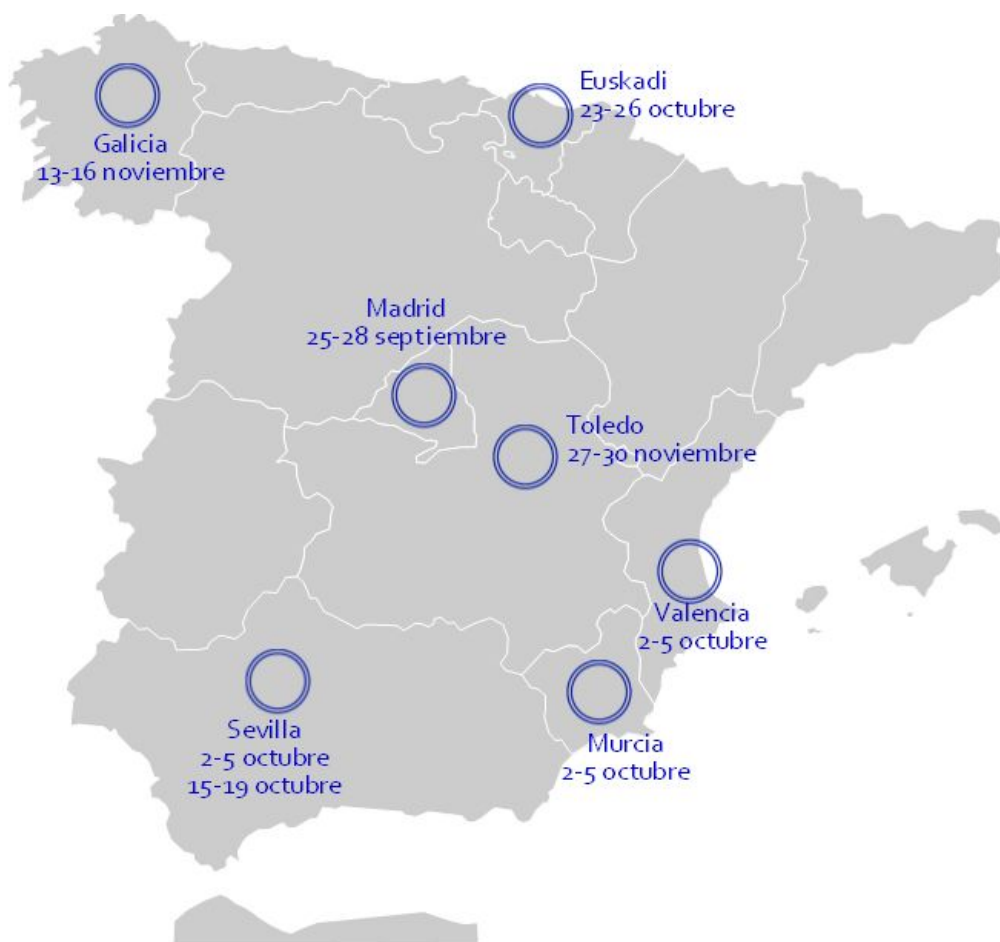 Euskadi
23-26 octubre
Galicia
13-16 noviembre
Madrid
25-28 septiembre
Toledo
27-30 noviembre
Valencia
2-5 octubre
Sevilla
2-5 octubre
15-19 octubre
Murcia
2-5 octubre